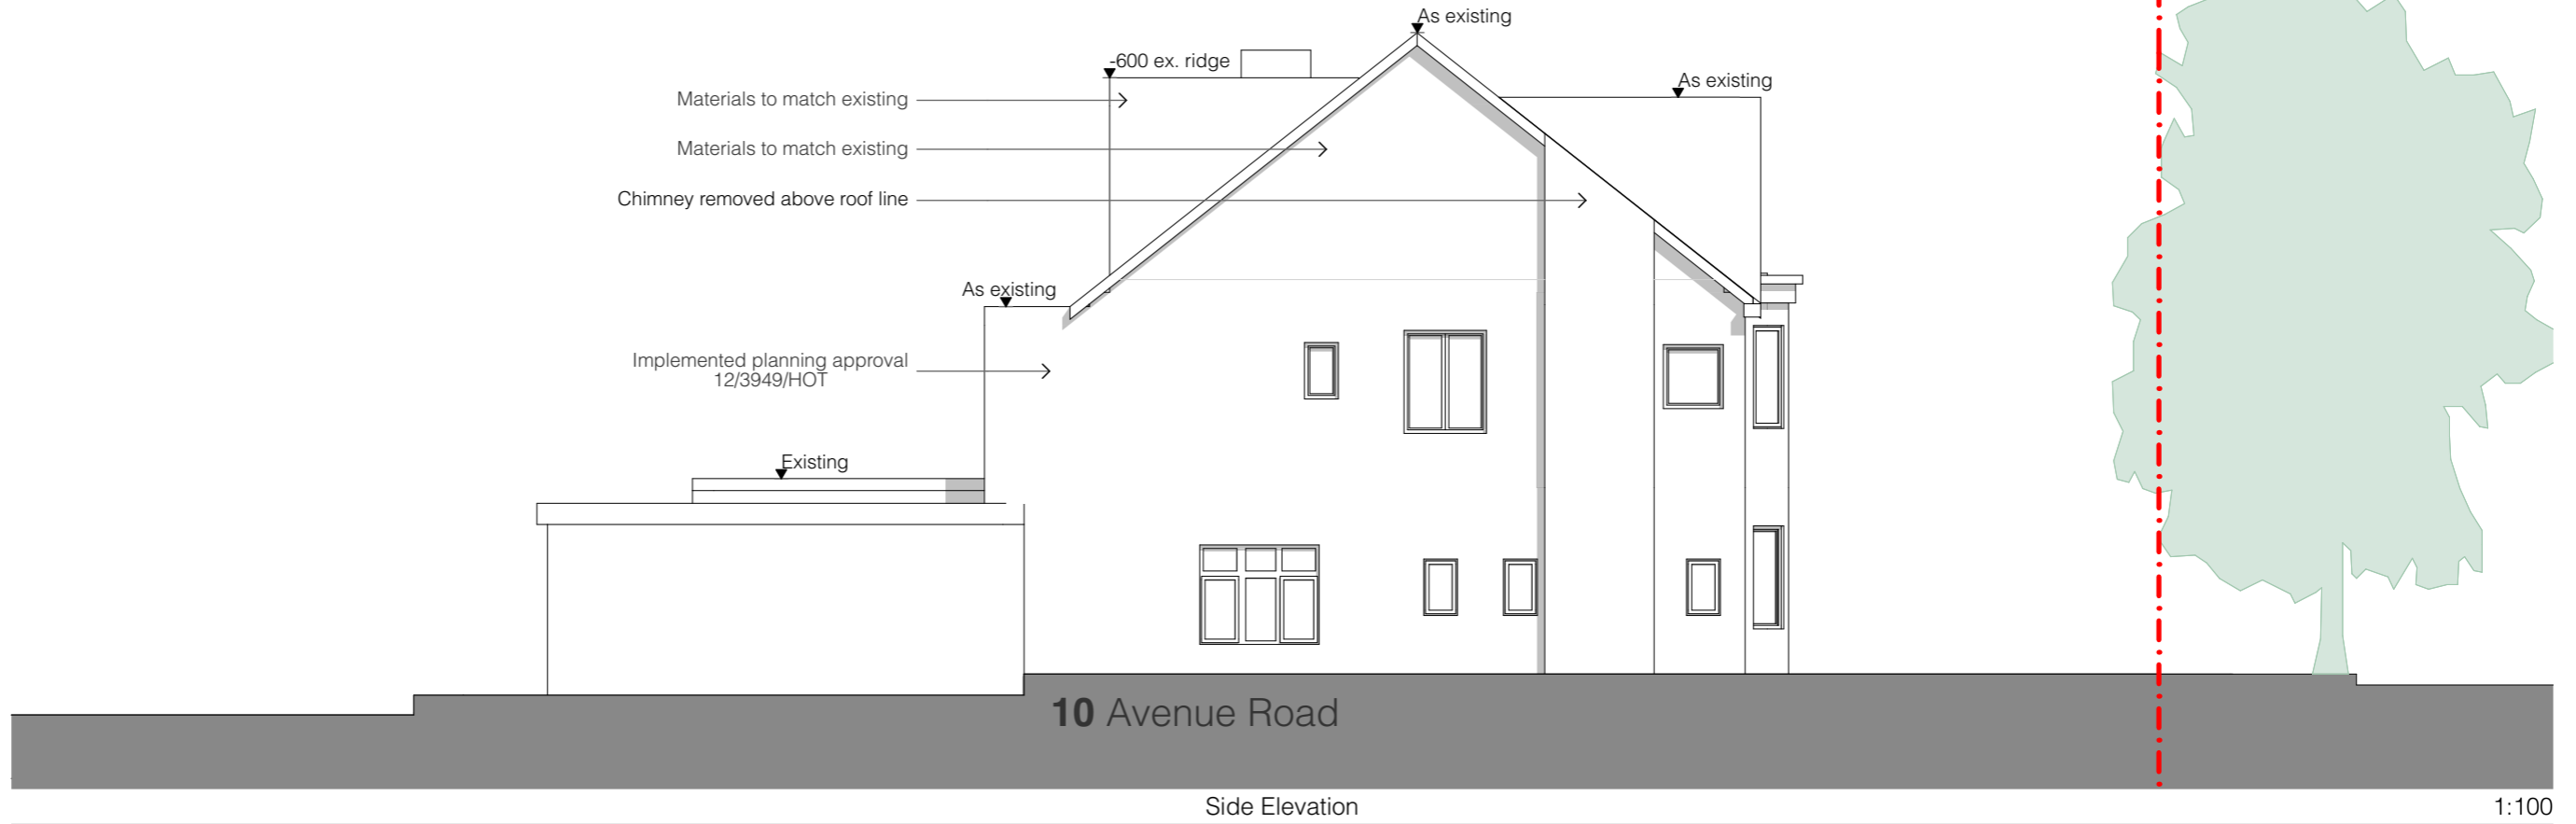 As existing
-600 ex. ridge
As existing
Materials to match existing
Materials to match existing
Chimney removed above roof line
As existing
Implemented planning approval
12/3949/HOT
Existing
10 Avenue Road
Side Elevation
1:100